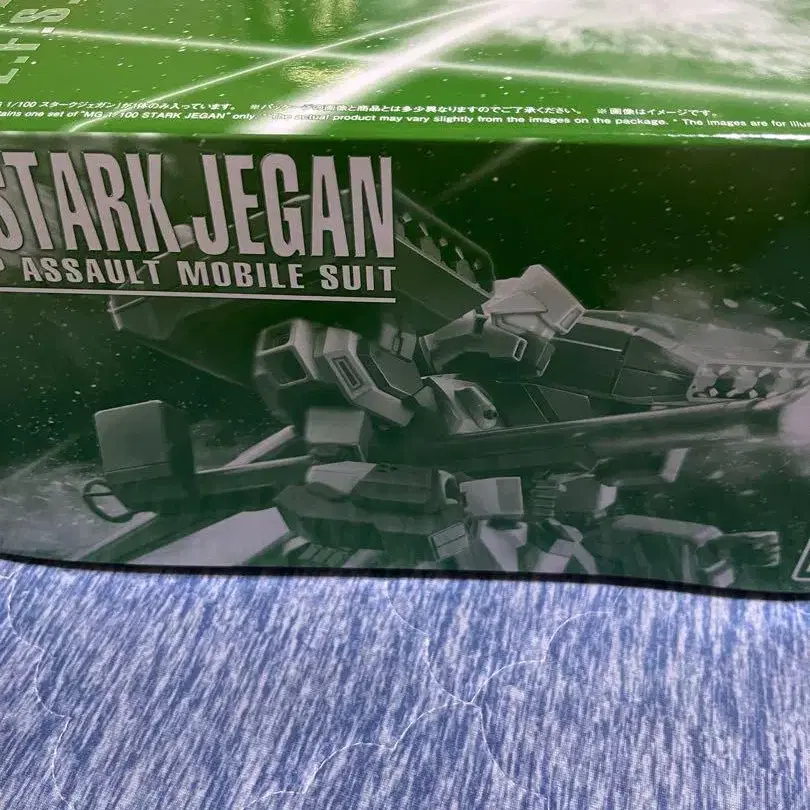 1/100 スタークジェガン」が1体のみ入っています。 ※パッケージの画像と商品とは多少異なりますのでご了承ください。 ※画像はイメージです。
tains one set of "MG 1/100 STARK JEGAN" only. • The actual product may vary slightly from the images on the package. • The images are for illus
STARK JEGAN
ASSAULT MOBILE SUIT